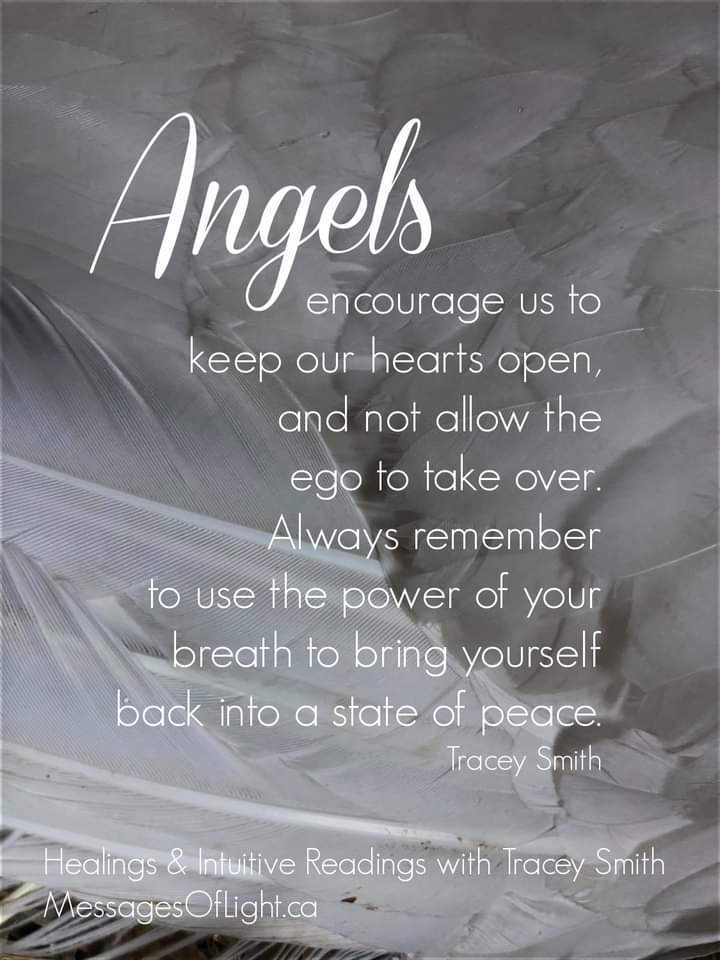 Angels
encourage us to
keep our hearts open,
and not allow the
ego to take over.
Always remember
to use the power of your
breath to bring yourself
back into a state of peace.
Tracey Smith
Healings & Intuitive Readings with Tracey Smith
MessagesOfLight.ca